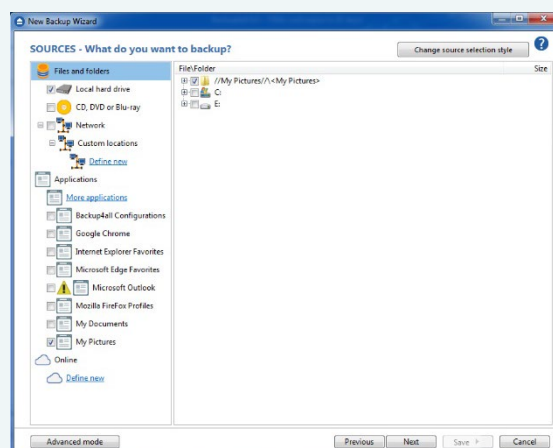 New Backup Wizard
SOURCES - What do you want to backup?
Change source selection style
?
Files and folders
Local hard drive
CD, DVD or Blu-ray
Network
Custom locations
Define new
Applications
More applications
Backup4all Configurations
Google Chrome
Internet Explorer Favorites
Microsoft Edge Favorites
Microsoft Outlook
Mozilla FireFox Profiles
My Documents
My Pictures
Online
Define new
File\Folder Size
//My Pictures//\<My Pictures>
C:
E:
Advanced mode Previous Next Save Cancel